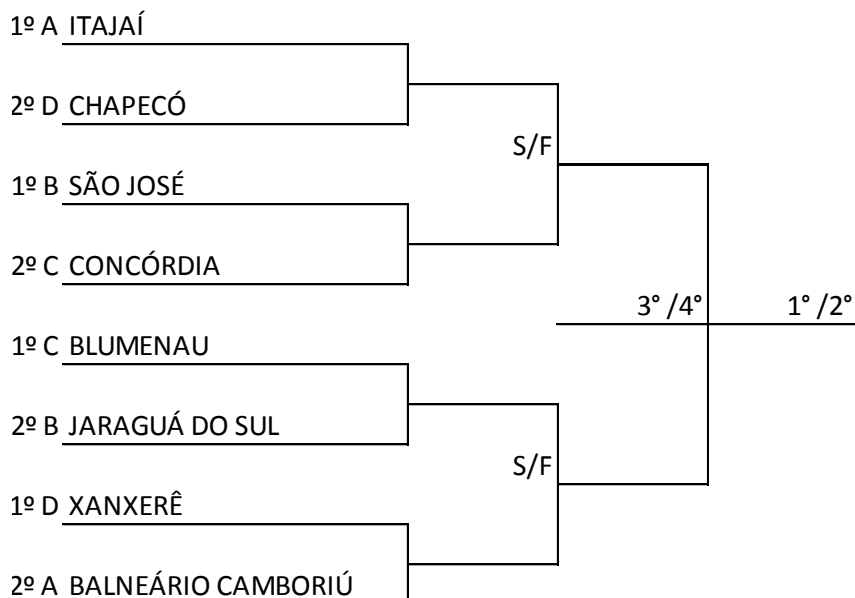 1º A ITAJAÍ
2º D CHAPECÓ
S/F
1º B SÃO JOSÉ
2º C CONCÓRDIA
3° /4° 1° /2°
1º C BLUMENAU
2º B JARAGUÁ DO SUL
S/F
1º D XANXERÊ
2º A BALNEÁRIO CAMBORIÚ